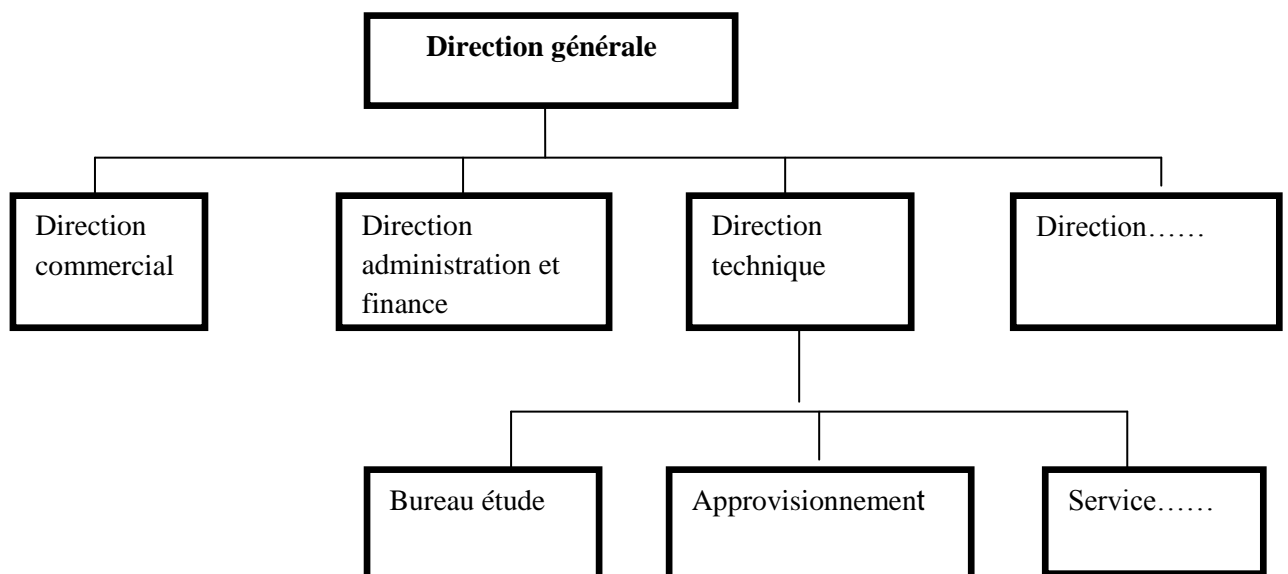 Direction générale
Direction
commercial
Direction
administration et
finance
Direction
technique
Direction……
Bureau étude
Approvisionnement
Service……